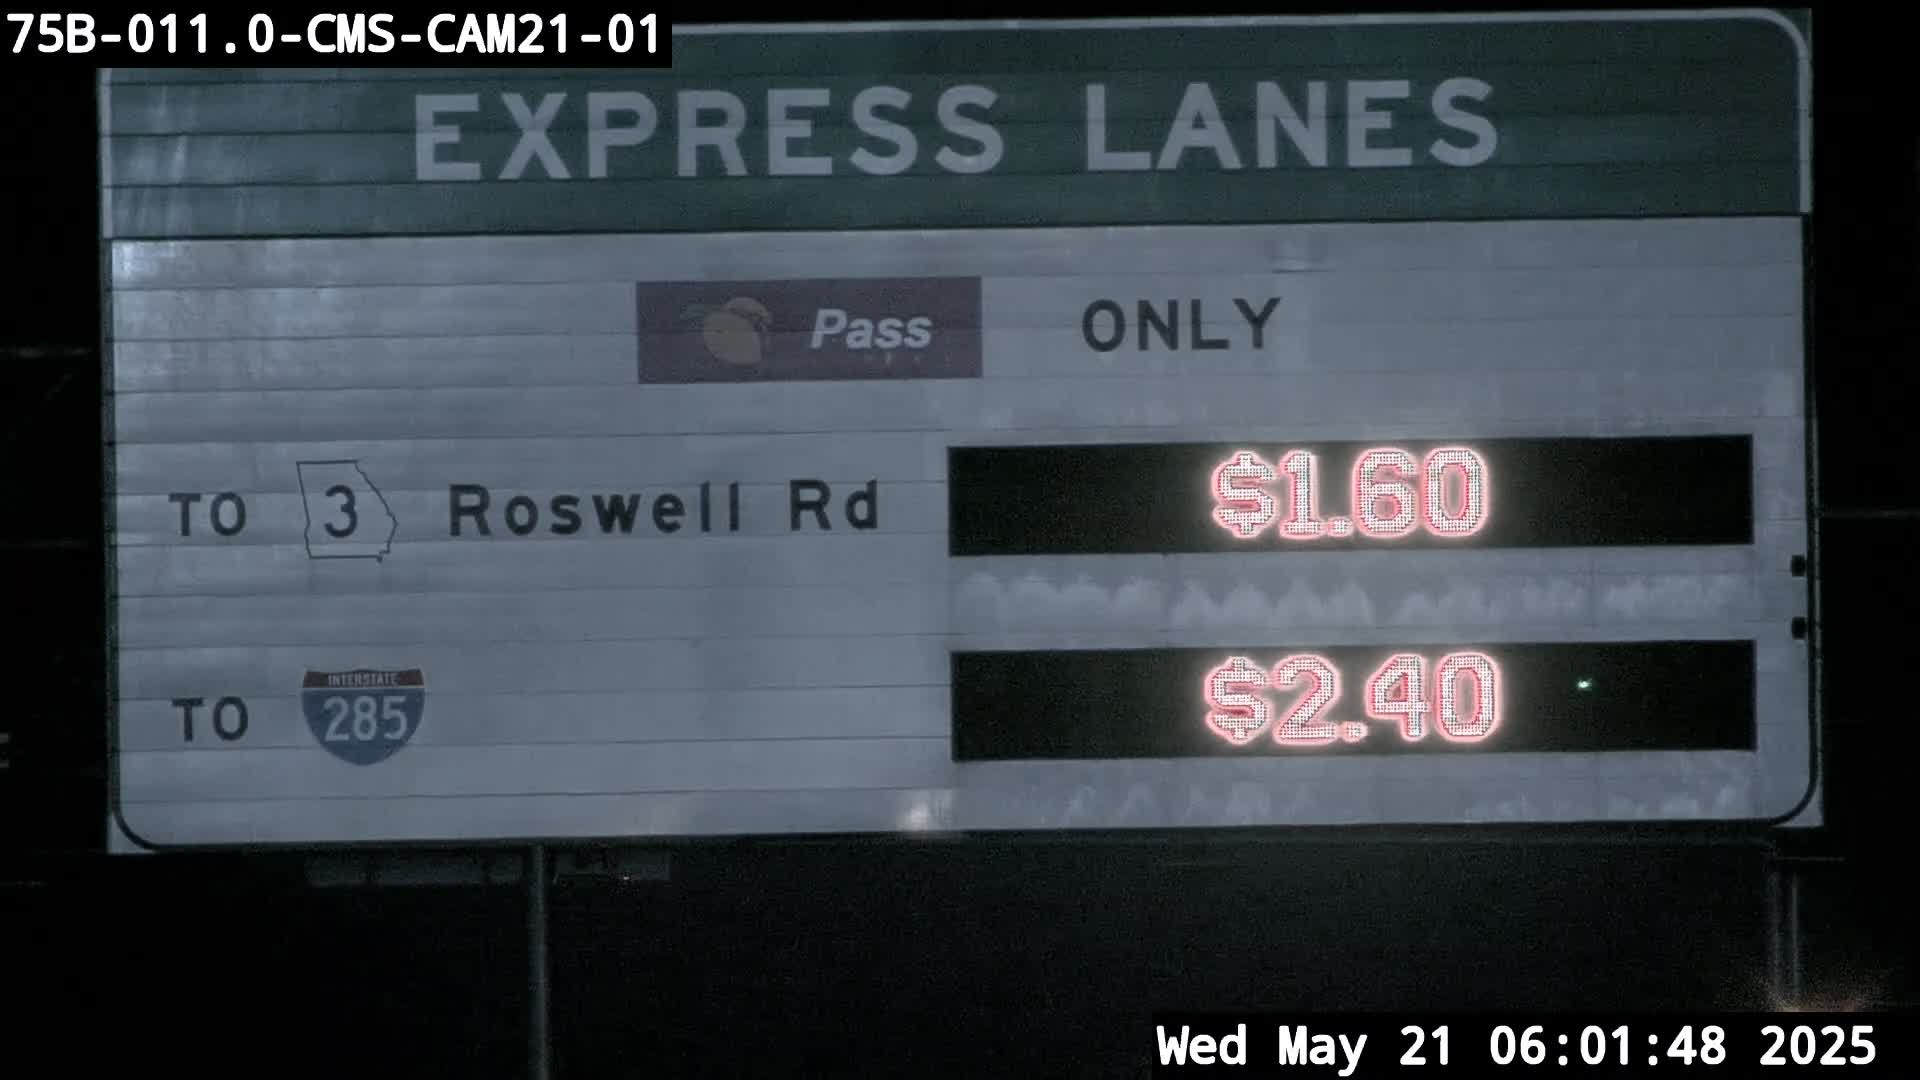 75B-011.0-CMS-CAM21-01
EXPRESS LANES
Pass ONLY
TO 3 Roswell Rd $1.60
INTERSTATE
TO 285 $2.40
Wed May 21 06:01:48 2025